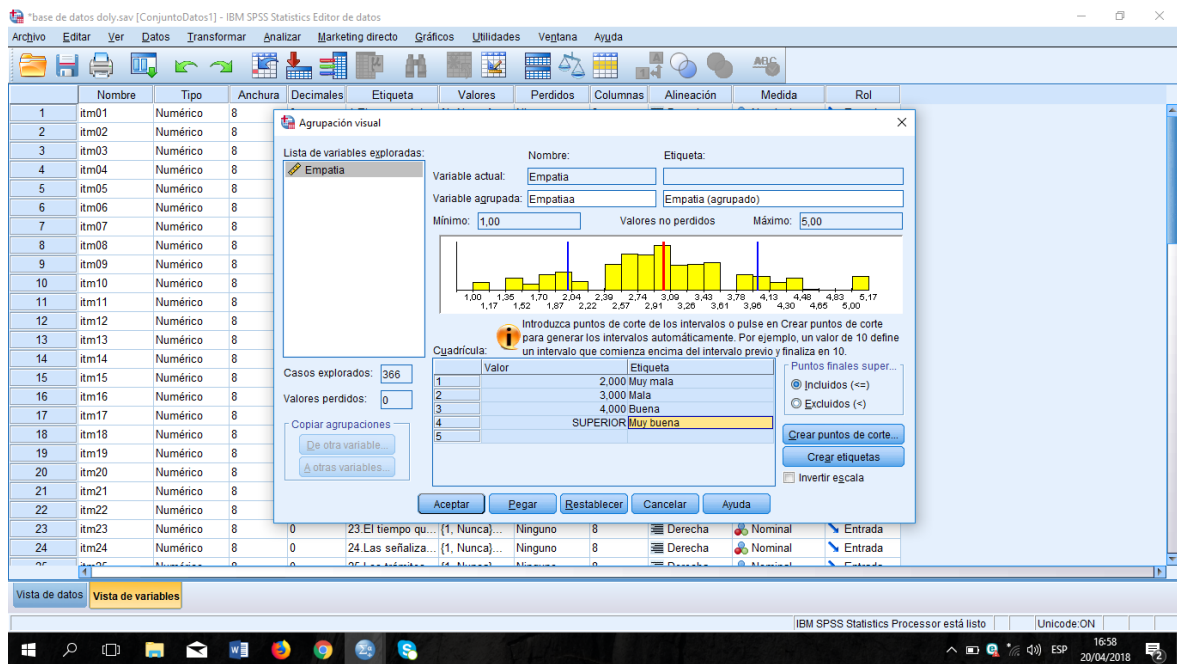 *base de datos doly.sav [ConjuntoDatos1] - IBM SPSS Statistics Editor de datos
Archivo Editar Ver Datos Transformar Analizar Marketing directo Gráficos Utilidades Ventana Ayuda
Nombre Tipo Anchura Decimales Etiqueta Valores Perdidos Columnas Alineación Medida Rol
1 itm01 Numérico 8
2 itm02 Numérico 8
3 itm03 Numérico 8
4 itm04 Numérico 8
5 itm05 Numérico 8
6 itm06 Numérico 8
7 itm07 Numérico 8
8 itm08 Numérico 8
9 itm09 Numérico 8
10 itm10 Numérico 8
11 itm11 Numérico 8
12 itm12 Numérico 8
13 itm13 Numérico 8
14 itm14 Numérico 8
15 itm15 Numérico 8
16 itm16 Numérico 8
17 itm17 Numérico 8
18 itm18 Numérico 8
19 itm19 Numérico 8
20 itm20 Numérico 8
21 itm21 Numérico 8
22 itm22 Numérico 8
23 itm23 Numérico 8 0 23.El tiempo qu... {1, Nunca}... Ninguno 8 Derecha Nominal Entrada
24 itm24 Numérico 8 0 24.Las señaliza... {1, Nunca}... Ninguno 8 Derecha Nominal Entrada
Agrupación visual
Lista de variables exploradas:
Empatia
Nombre: Etiqueta:
Variable actual: Empatia
Variable agrupada: Empatiaa Empatia (agrupado)
Mínimo: 1,00 Valores no perdidos Máximo: 5,00
1,00 1,35 1,70 2,04 2,39 2,74 3,09 3,43 3,78 4,13 4,48 4,83 5,17
1,17 1,52 1,87 2,22 2,57 2,91 3,26 3,61 3,96 4,30 4,65 5,00
Introduzca puntos de corte de los intervalos o pulse en Crear puntos de corte
para generar los intervalos automáticamente. Por ejemplo, un valor de 10 define
un intervalo que comienza encima del intervalo previo y finaliza en 10.
Cuadrícula:
Valor Etiqueta
1 2,000 Muy mala
2 3,000 Mala
3 4,000 Buena
4 SUPERIOR Muy buena
5
Casos explorados: 366
Valores perdidos: 0
Copiar agrupaciones
De otra variable...
A otras variables...
Puntos finales super...
Incluidos (<=)
Excluidos (<)
Crear puntos de corte...
Crear etiquetas
Invertir escala
Aceptar Pegar Restablecer Cancelar Ayuda
Vista de datos Vista de variables
IBM SPSS Statistics Processor está listo Unicode:ON
ESP 16:58
20/04/2018